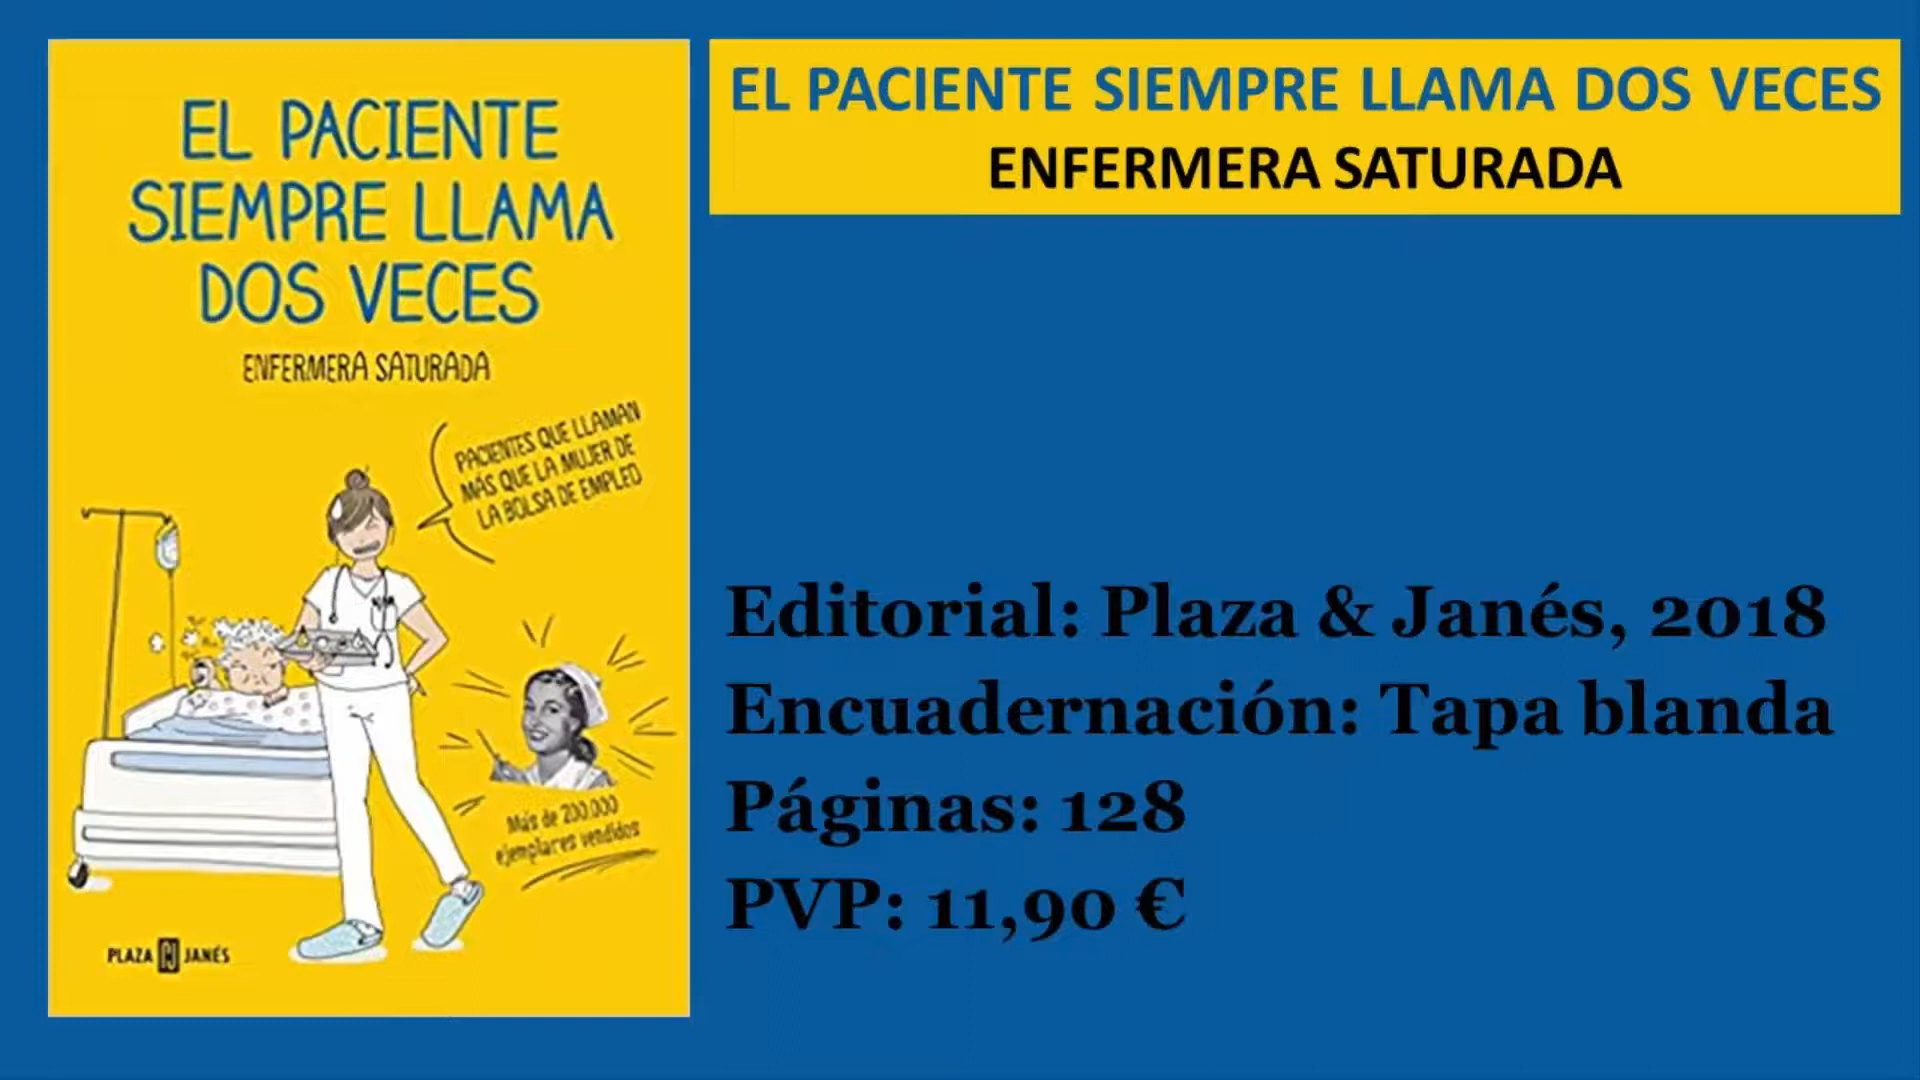 EL PACIENTE
SIEMPRE LLAMA
DOS VECES
ENFERMERA SATURADA
PACIENTES QUE LLAMAN
MÁS QUE LA MUJER DE
LA BOLSA DE EMPLEO
Más de 200.000
ejemplares vendidos
PLAZA JANÉS
EL PACIENTE SIEMPRE LLAMA DOS VECES
ENFERMERA SATURADA
Editorial: Plaza & Janés, 2018
Encuadernación: Tapa blanda
Páginas: 128
PVP: 11,90 €